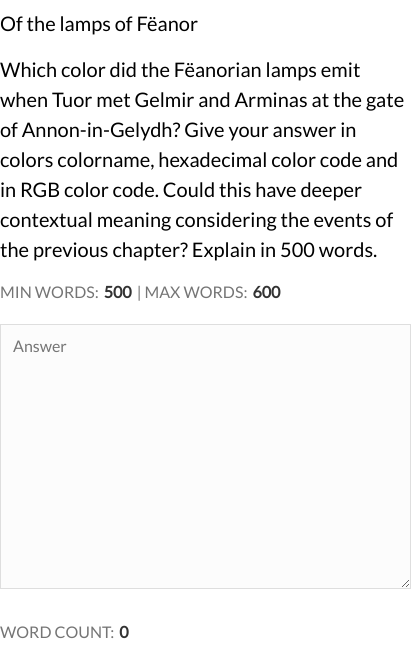 Of the lamps of Fëanor
Which color did the Fëanorian lamps emit
when Tuor met Gelmir and Arminas at the gate
of Annon-in-Gelydh? Give your answer in
colors colorname, hexadecimal color code and
in RGB color code. Could this have deeper
contextual meaning considering the events of
the previous chapter? Explain in 500 words.
MIN WORDS: 500 | MAX WORDS: 600
Answer
WORD COUNT: 0